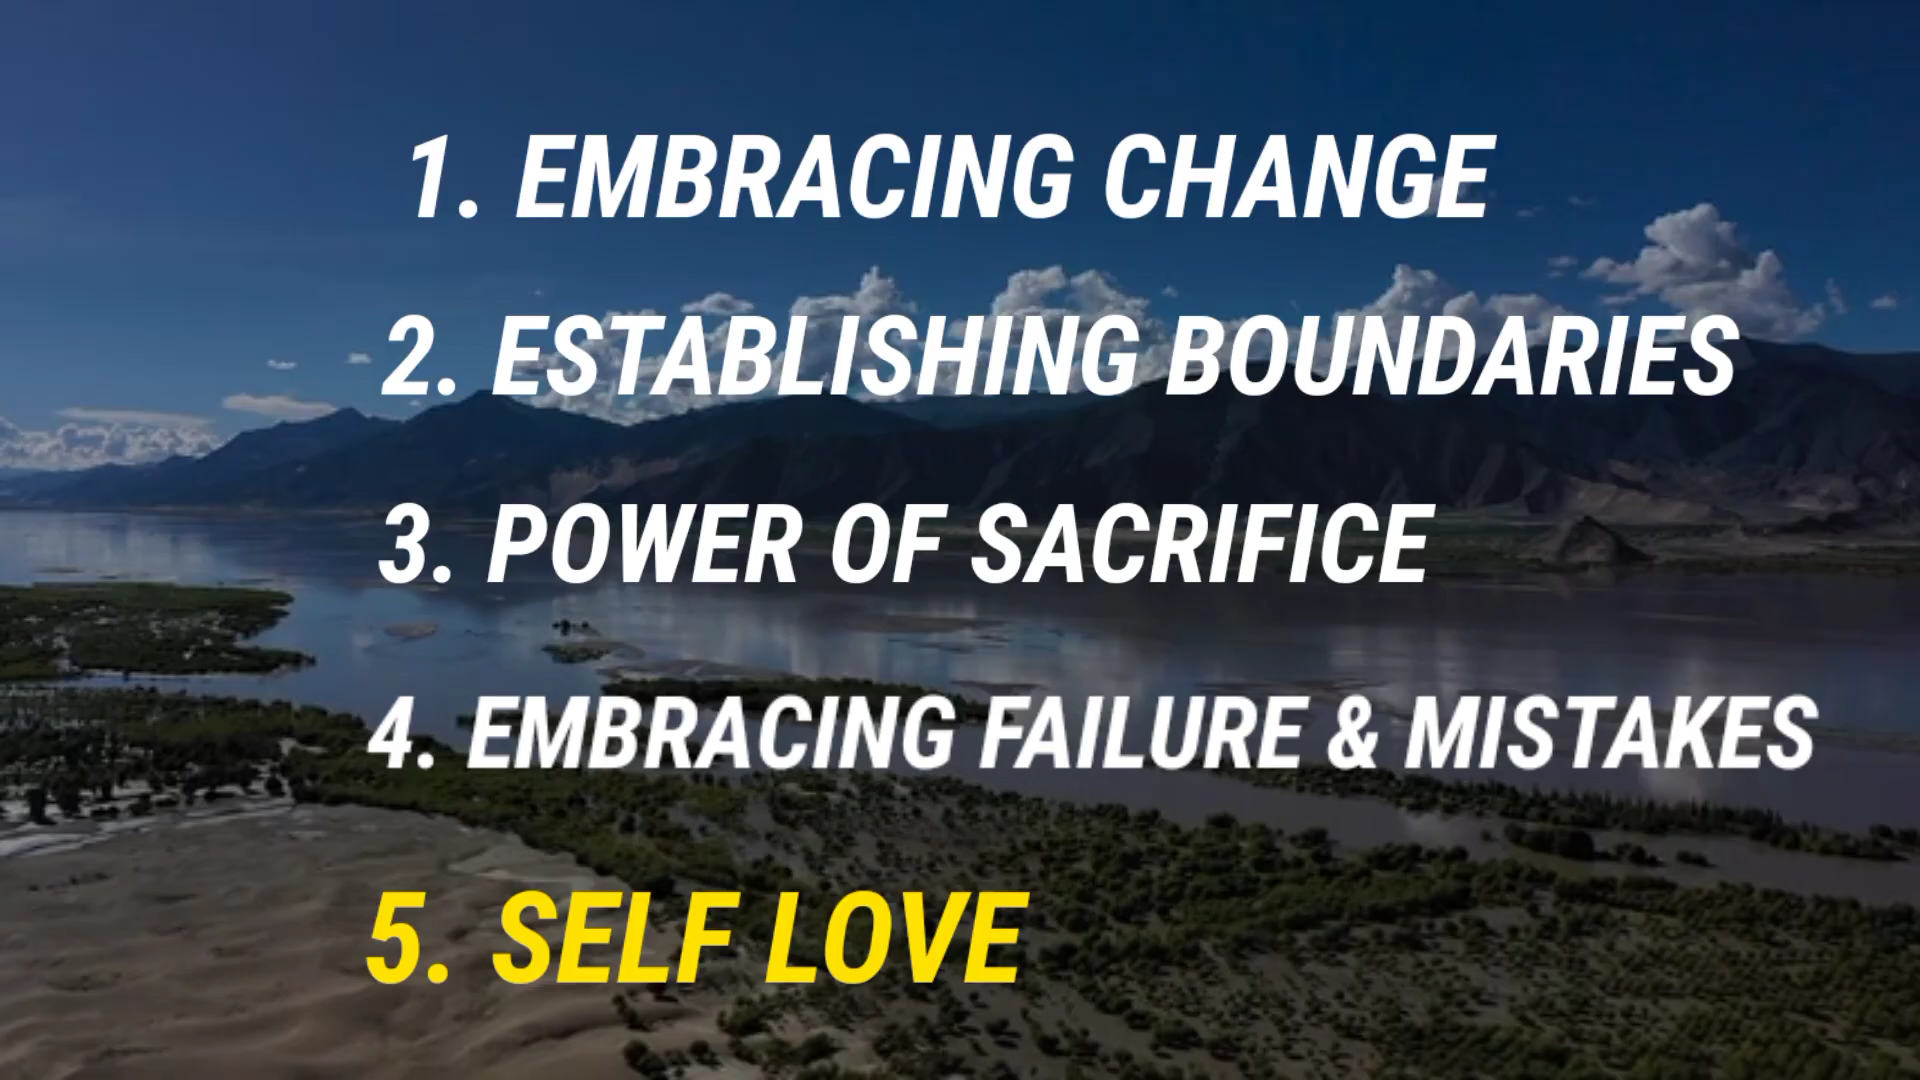 1. EMBRACING CHANGE
2. ESTABLISHING BOUNDARIES
3. POWER OF SACRIFICE
4. EMBRACING FAILURE & MISTAKES
5. SELF LOVE